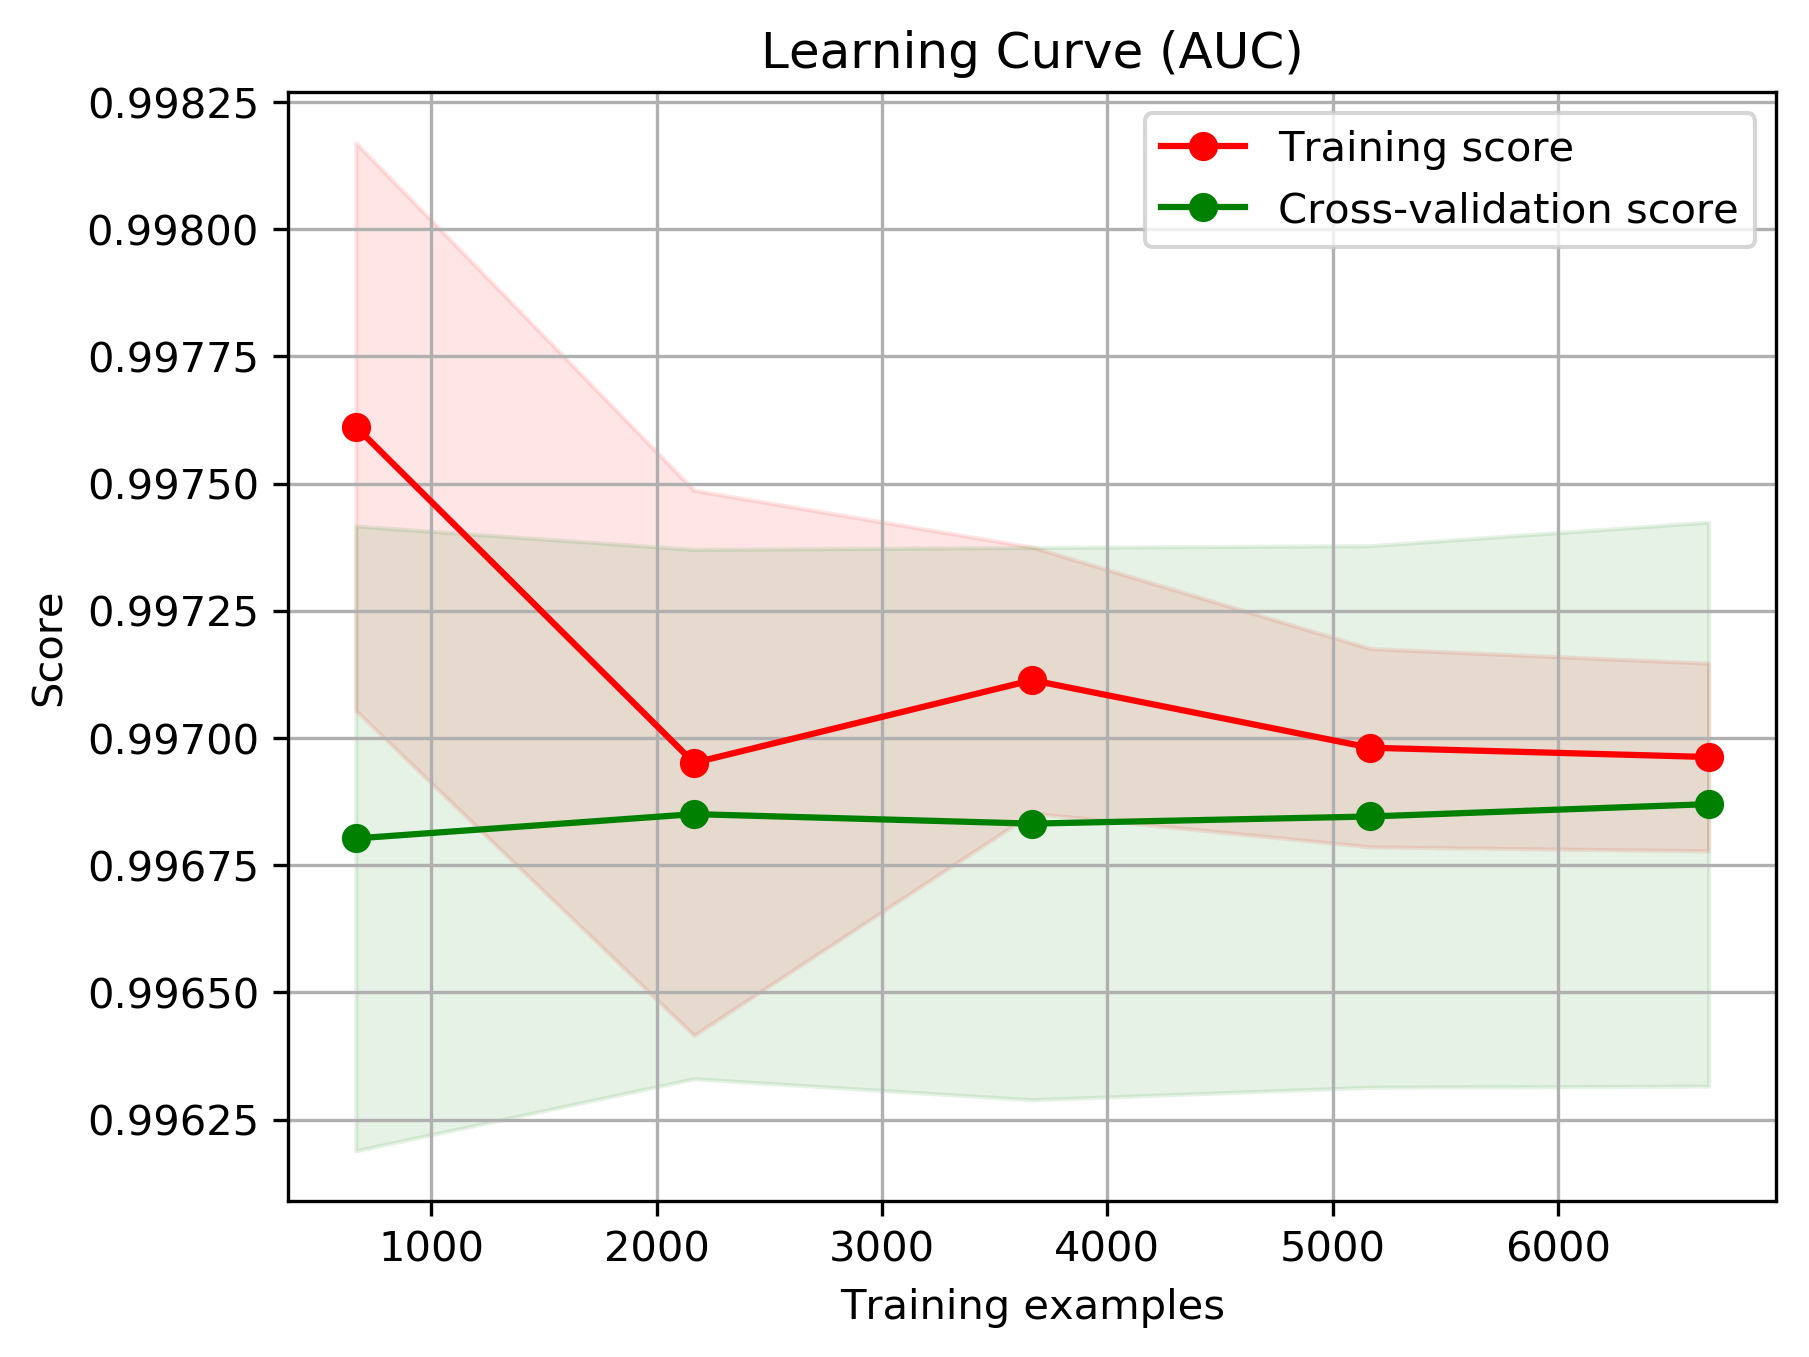 Learning Curve (AUC)
0.99825
0.99800
0.99775
0.99750
0.99725
0.99700
0.99675
0.99650
0.99625
Score
Training score
Cross-validation score
1000 2000 3000 4000 5000 6000
Training examples